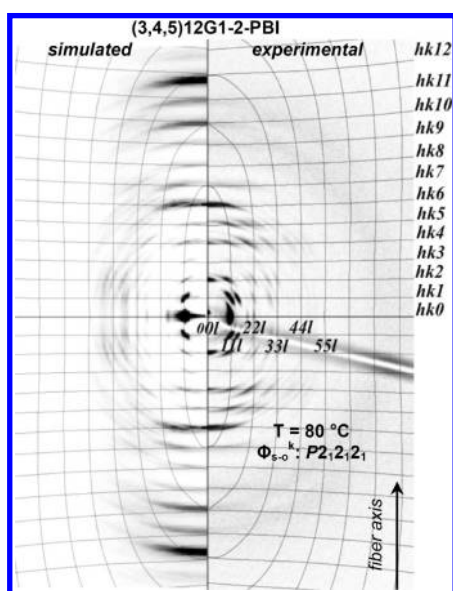 (3,4,5)12G1-2-PBI
simulated experimental
hk12
hk11
hk10
hk9
hk8
hk7
hk6
hk5
hk4
hk3
hk2
hk1
hk0
00l 22l 44l
11l 33l 55l
T = 80 °C
Φs-oᵏ: P2₁2₁2₁
fiber axis